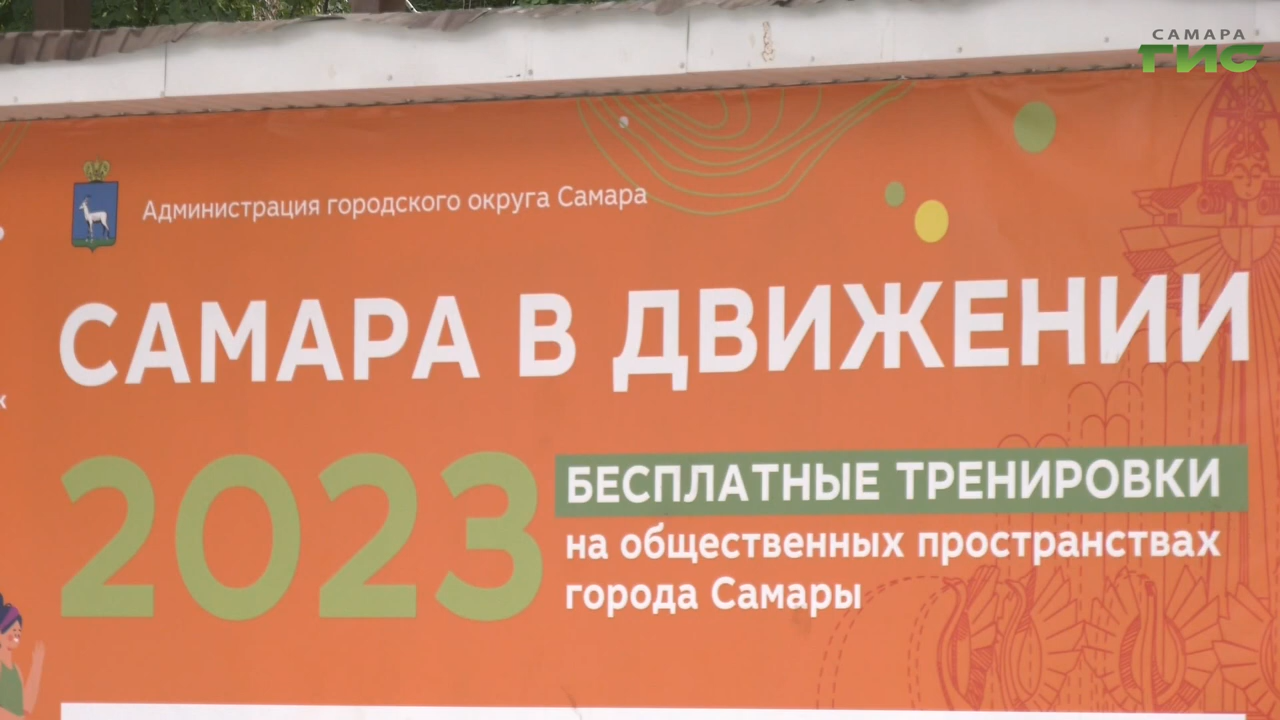 САМАРА
ГИС
Администрация городского округа Самара
САМАРА В ДВИЖЕНИИ
2023
БЕСПЛАТНЫЕ ТРЕНИРОВКИ
на общественных пространствах
города Самары